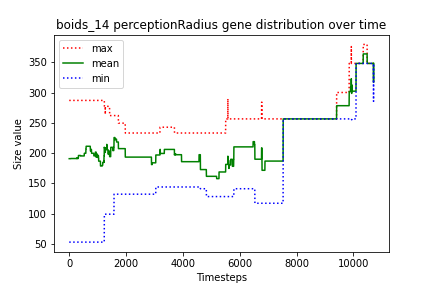 boids_14 perceptionRadius gene distribution over time
max
mean
min
Size value
350
300
250
200
150
100
50
0
2000
4000
6000
8000
10000
Timesteps